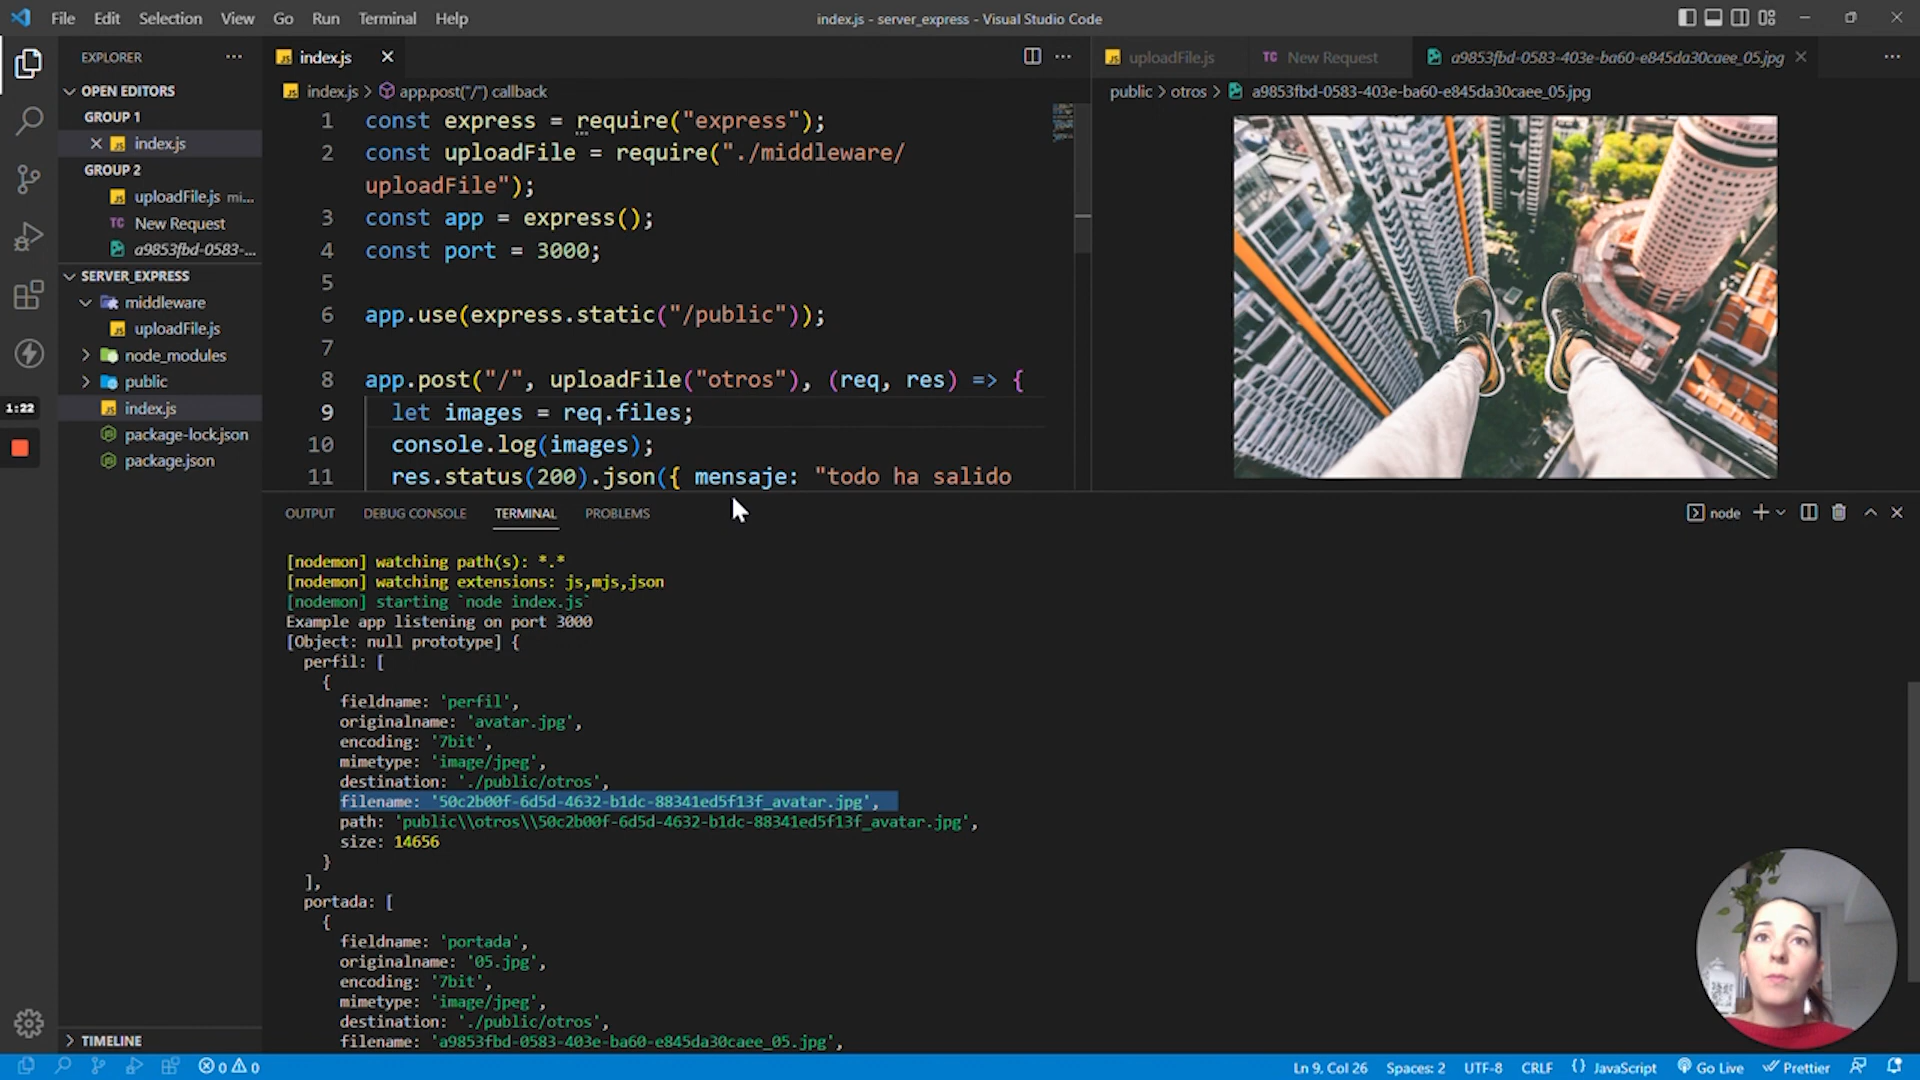 File Edit Selection View Go Run Terminal Help
index.js - server_express - Visual Studio Code
EXPLORER
OPEN EDITORS
GROUP 1
index.js
GROUP 2
uploadFile.js mi...
New Request
a9853fbd-0583-...
SERVER_EXPRESS
middleware
uploadFile.js
node_modules
public
index.js
package-lock.json
package.json
1:22
TIMELINE
index.js
index.js > app.post("/") callback
1 const express = require("express");
2 const uploadFile = require("./middleware/
uploadFile");
3 const app = express();
4 const port = 3000;
5
6 app.use(express.static("/public"));
7
8 app.post("/", uploadFile("otros"), (req, res) => {
9 let images = req.files;
10 console.log(images);
11 res.status(200).json({ mensaje: "todo ha salido
uploadFile.js TC New Request a9853fbd-0583-403e-ba60-e845da30caee_05.jpg
public > otros > a9853fbd-0583-403e-ba60-e845da30caee_05.jpg
OUTPUT DEBUG CONSOLE TERMINAL PROBLEMS
node
[nodemon] watching path(s): *.*
[nodemon] watching extensions: js,mjs,json
[nodemon] starting `node index.js`
Example app listening on port 3000
[Object: null prototype] {
perfil: [
{
fieldname: 'perfil',
originalname: 'avatar.jpg',
encoding: '7bit',
mimetype: 'image/jpeg',
destination: './public/otros',
filename: '50c2b00f-6d5d-4632-b1dc-88341ed5f13f_avatar.jpg',
path: 'public\\otros\\50c2b00f-6d5d-4632-b1dc-88341ed5f13f_avatar.jpg',
size: 14656
}
],
portada: [
{
fieldname: 'portada',
originalname: '05.jpg',
encoding: '7bit',
mimetype: 'image/jpeg',
destination: './public/otros',
filename: 'a9853fbd-0583-403e-ba60-e845da30caee_05.jpg',
0 0
Ln 9, Col 26 Spaces: 2 UTF-8 CRLF {} JavaScript Go Live Prettier